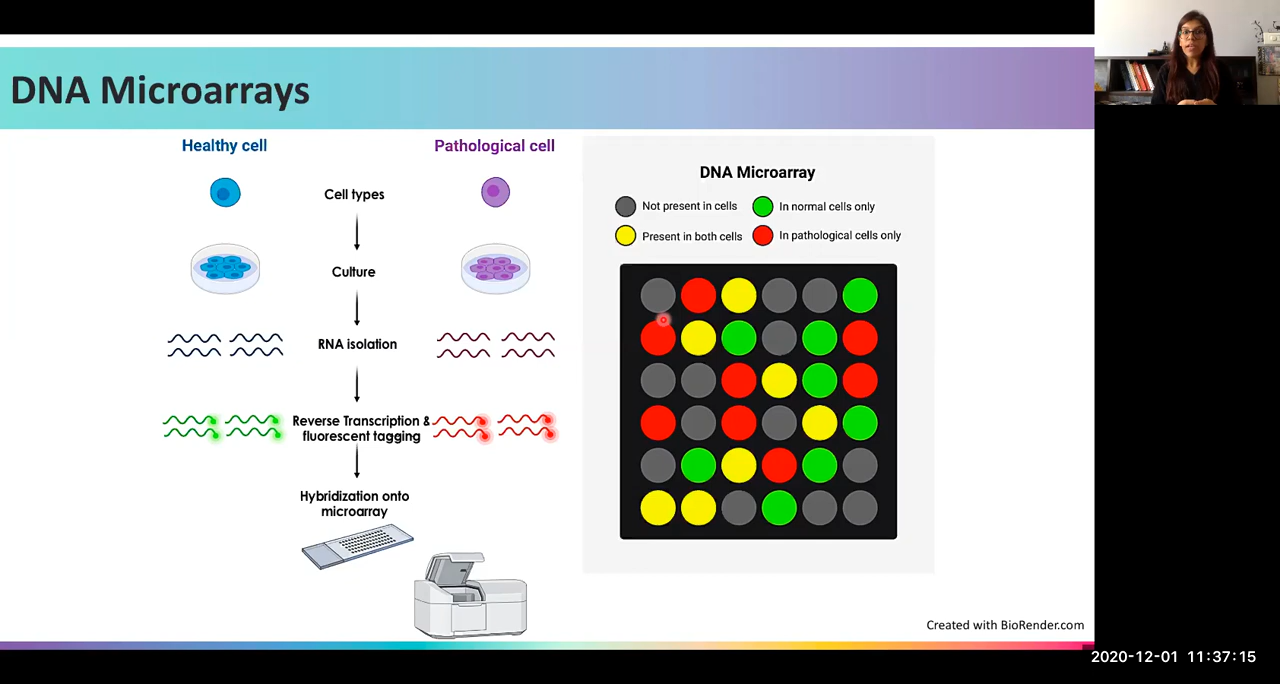 DNA Microarrays
Healthy cell
Pathological cell
Cell types
Culture
RNA isolation
Reverse Transcription &
fluorescent tagging
Hybridization onto
microarray
DNA Microarray
Not present in cells
In normal cells only
Present in both cells
In pathological cells only
Created with BioRender.com
2020-12-01 11:37:15